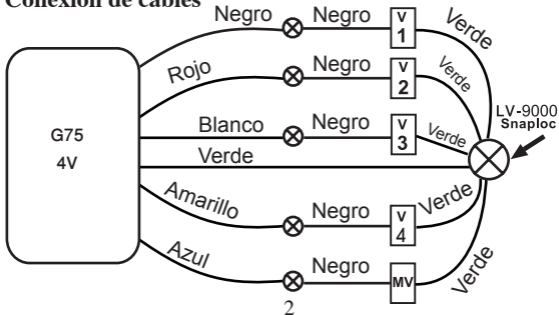 Conexión de cables
Negro Negro V 1 Verde
Rojo Negro V 2 Verde
LV-9000
Snaploc
G75
4V
Blanco Negro V 3 Verde
Verde
Amarillo Negro V 4 Verde
Azul Negro MV Verde
2